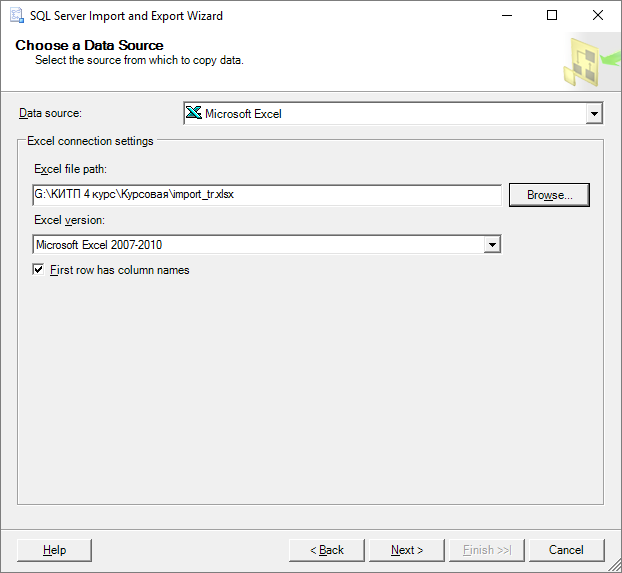 SQL Server Import and Export Wizard
Choose a Data Source
Select the source from which to copy data.
Data source:
Microsoft Excel
Excel connection settings
Excel file path:
G:\КИТП 4 курс\Курсовая\import_tr.xlsx
Browse...
Excel version:
Microsoft Excel 2007-2010
First row has column names
Help
< Back
Next >
Finish >>|
Cancel